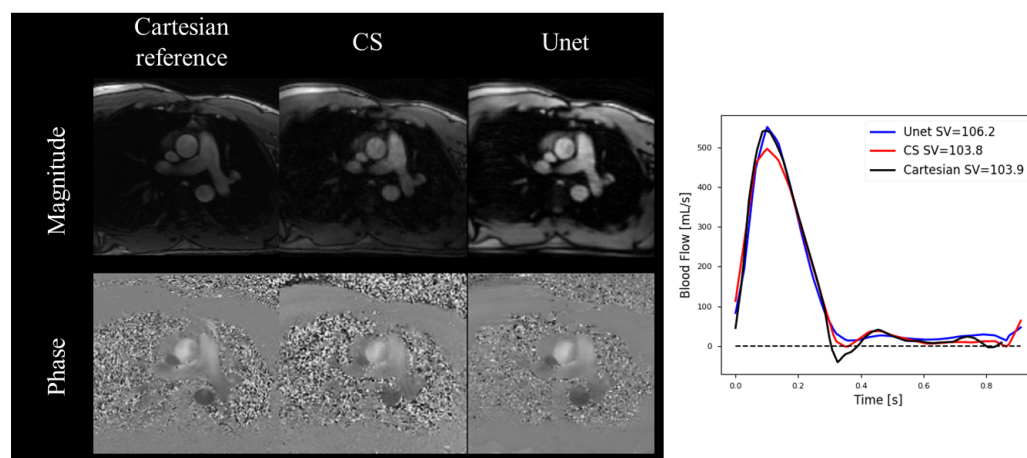 Cartesian
reference
CS
Unet
Magnitude
Phase
Unet SV=106.2
CS SV=103.8
Cartesian SV=103.9
Blood Flow [mL/s]
500
400
300
200
100
0
0.0 0.2 0.4 0.6 0.8
Time [s]